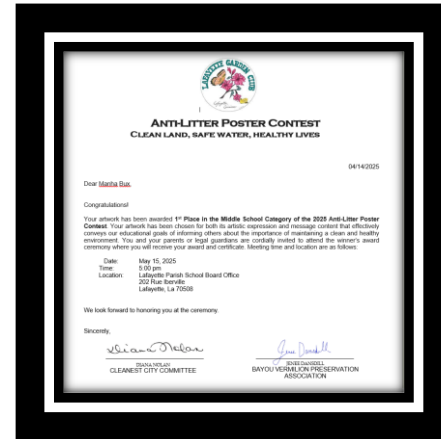 LAFAYETTE GARDEN CLUB
ANTI-LITTER POSTER CONTEST
CLEAN LAND, SAFE WATER, HEALTHY LIVES
04/14/2025
Dear Manha Bux,
Congratulations!
Your artwork has been awarded 1st Place in the Middle School Category of the 2025 Anti-Litter Poster
Contest. Your artwork has been chosen for both its artistic expression and message content that effectively
conveys our educational goals of informing others about the importance of maintaining a clean and healthy
environment. You and your parents or legal guardians are cordially invited to attend the winner's award
ceremony where you will receive your award and certificate. Meeting time and location are as follows:
Date: May 15, 2025
Time: 5:00 pm
Location: Lafayette Parish School Board Office
202 Rue Iberville
Lafayette, La 70508
We look forward to honoring you at the ceremony.
Sincerely,
Diana Nolan
DIANA NOLAN
CLEANEST CITY COMMITTEE
BAYOU VERMILION PRESERVATION
ASSOCIATION